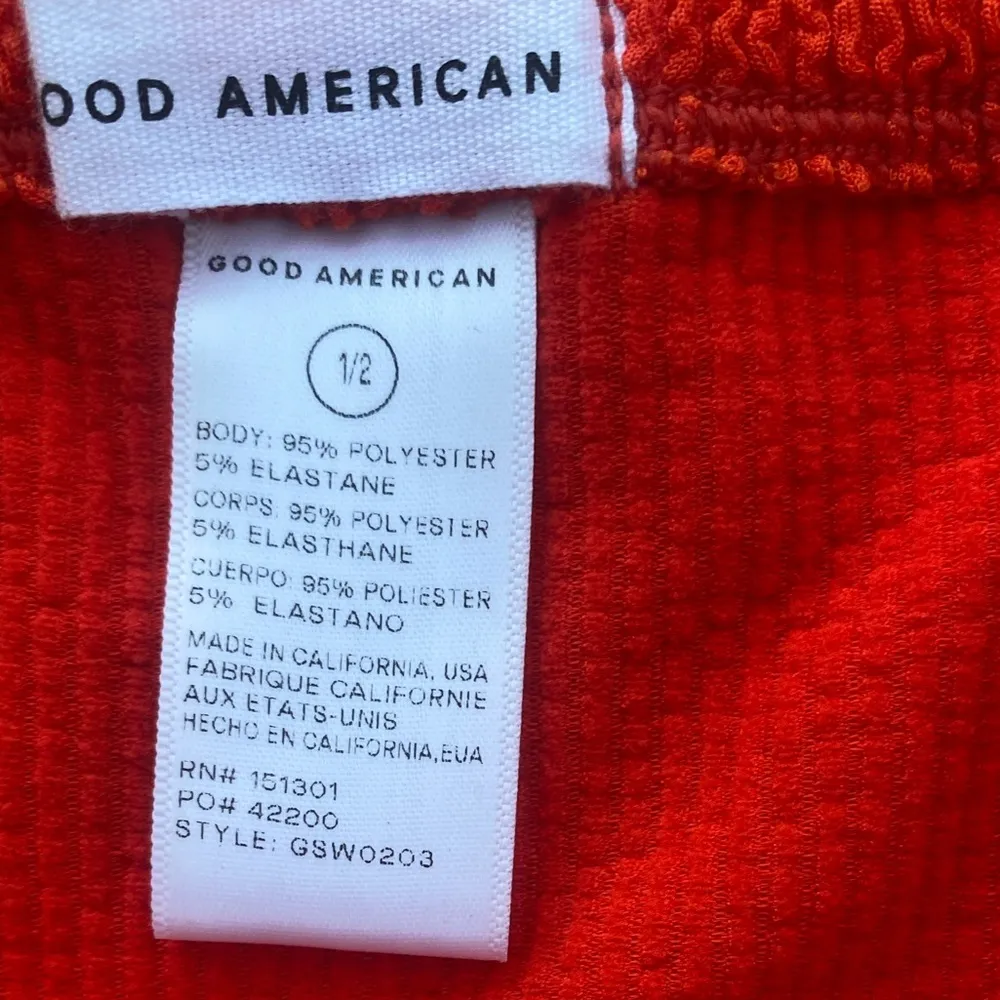 OOD AMERICAN
GOOD AMERICAN
1/2
BODY: 95% POLYESTER
5% ELASTANE
CORPS: 95% POLYESTER
5% ELASTHANE
CUERPO: 95% POLIESTER
5% ELASTANO
MADE IN CALIFORNIA, USA
FABRIQUE CALIFORNIE
AUX ETATS-UNIS
HECHO EN CALIFORNIA,EUA
RN# 151301
PO# 42200
STYLE: GSW0203